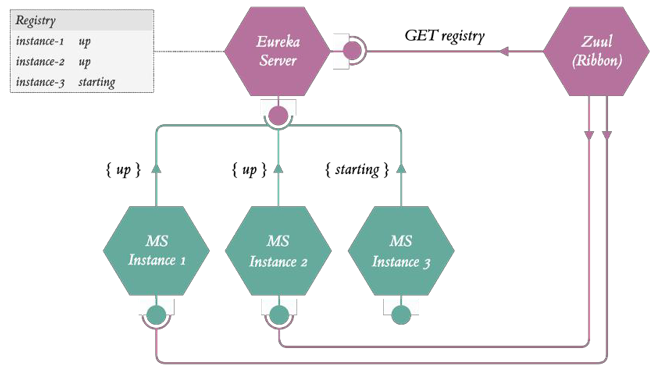 Registry
instance-1 up
instance-2 up
instance-3 starting
Eureka
Server
GET registry
Zuul
(Ribbon)
{ up }
{ up }
{ starting }
MS
Instance 1
MS
Instance 2
MS
Instance 3